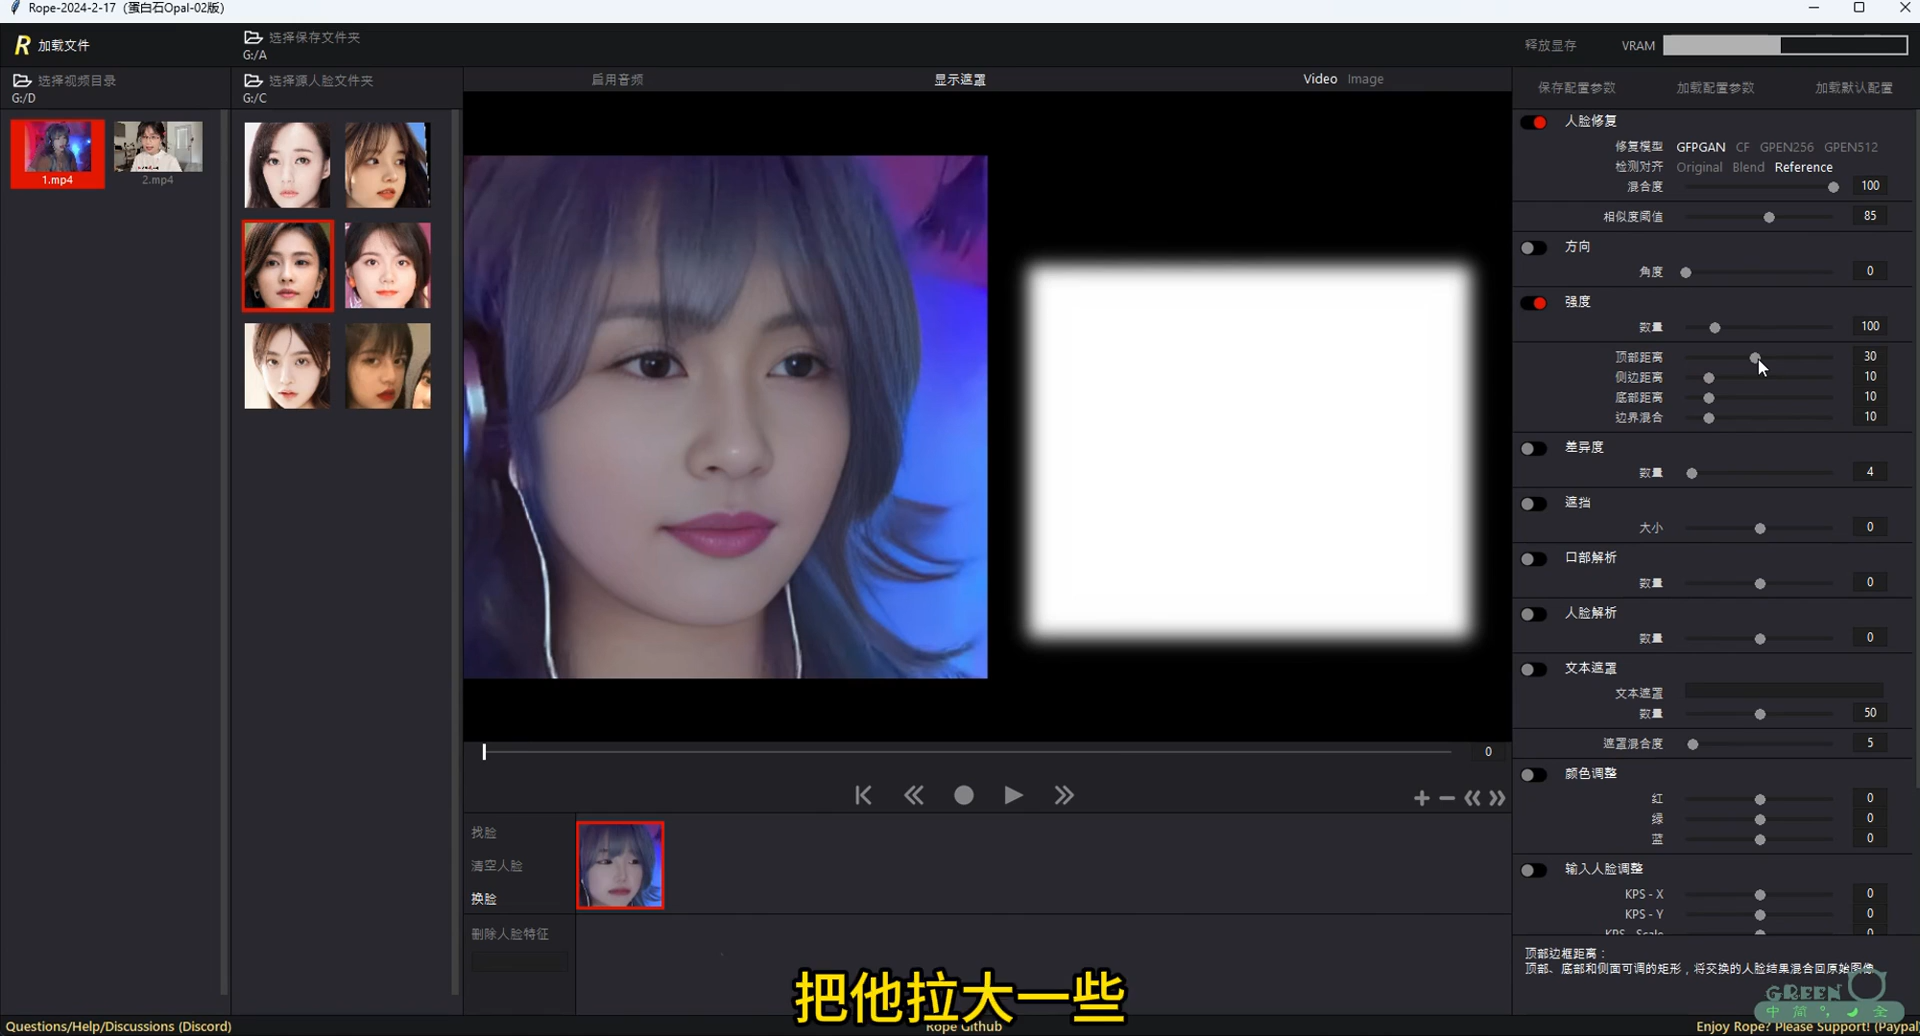 Rope-2024-2-17（蛋白石Opal-02版）
R 加载文件
选择保存文件夹
G:/A
释放显存
VRAM
选择视频目录
G:/D
选择源人脸文件夹
G:/C
启用音频
显示遮罩
Video Image
保存配置参数
加载配置参数
加载默认配置
1.mp4
2.mp4
人脸修复
修复模型 GFPGAN CF GPEN256 GPEN512
检测对齐 Original Blend Reference
混合度 100
相似度阈值 85
方向
角度 0
强度
数量 100
顶部距离 30
侧边距离 10
底部距离 10
边界混合 10
差异度
数量 4
遮挡
大小 0
口部解析
数量 0
人脸解析
数量 0
文本遮罩
文本遮罩
数量 50
遮罩混合度 5
颜色调整
红 0
绿 0
蓝 0
输入人脸调整
KPS - X 0
KPS - Y 0
KPS - Scale 0
0
找脸
清空人脸
换脸
删除人脸特征
顶部边框距离：
顶部、底部和侧面可调的矩形，将交换的人脸结果混合回原始图像
把他拉大一些
GREEN
中 简 °, 全
Questions/Help/Discussions (Discord)
Rope Github
Enjoy Rope? Please Support! (Paypal